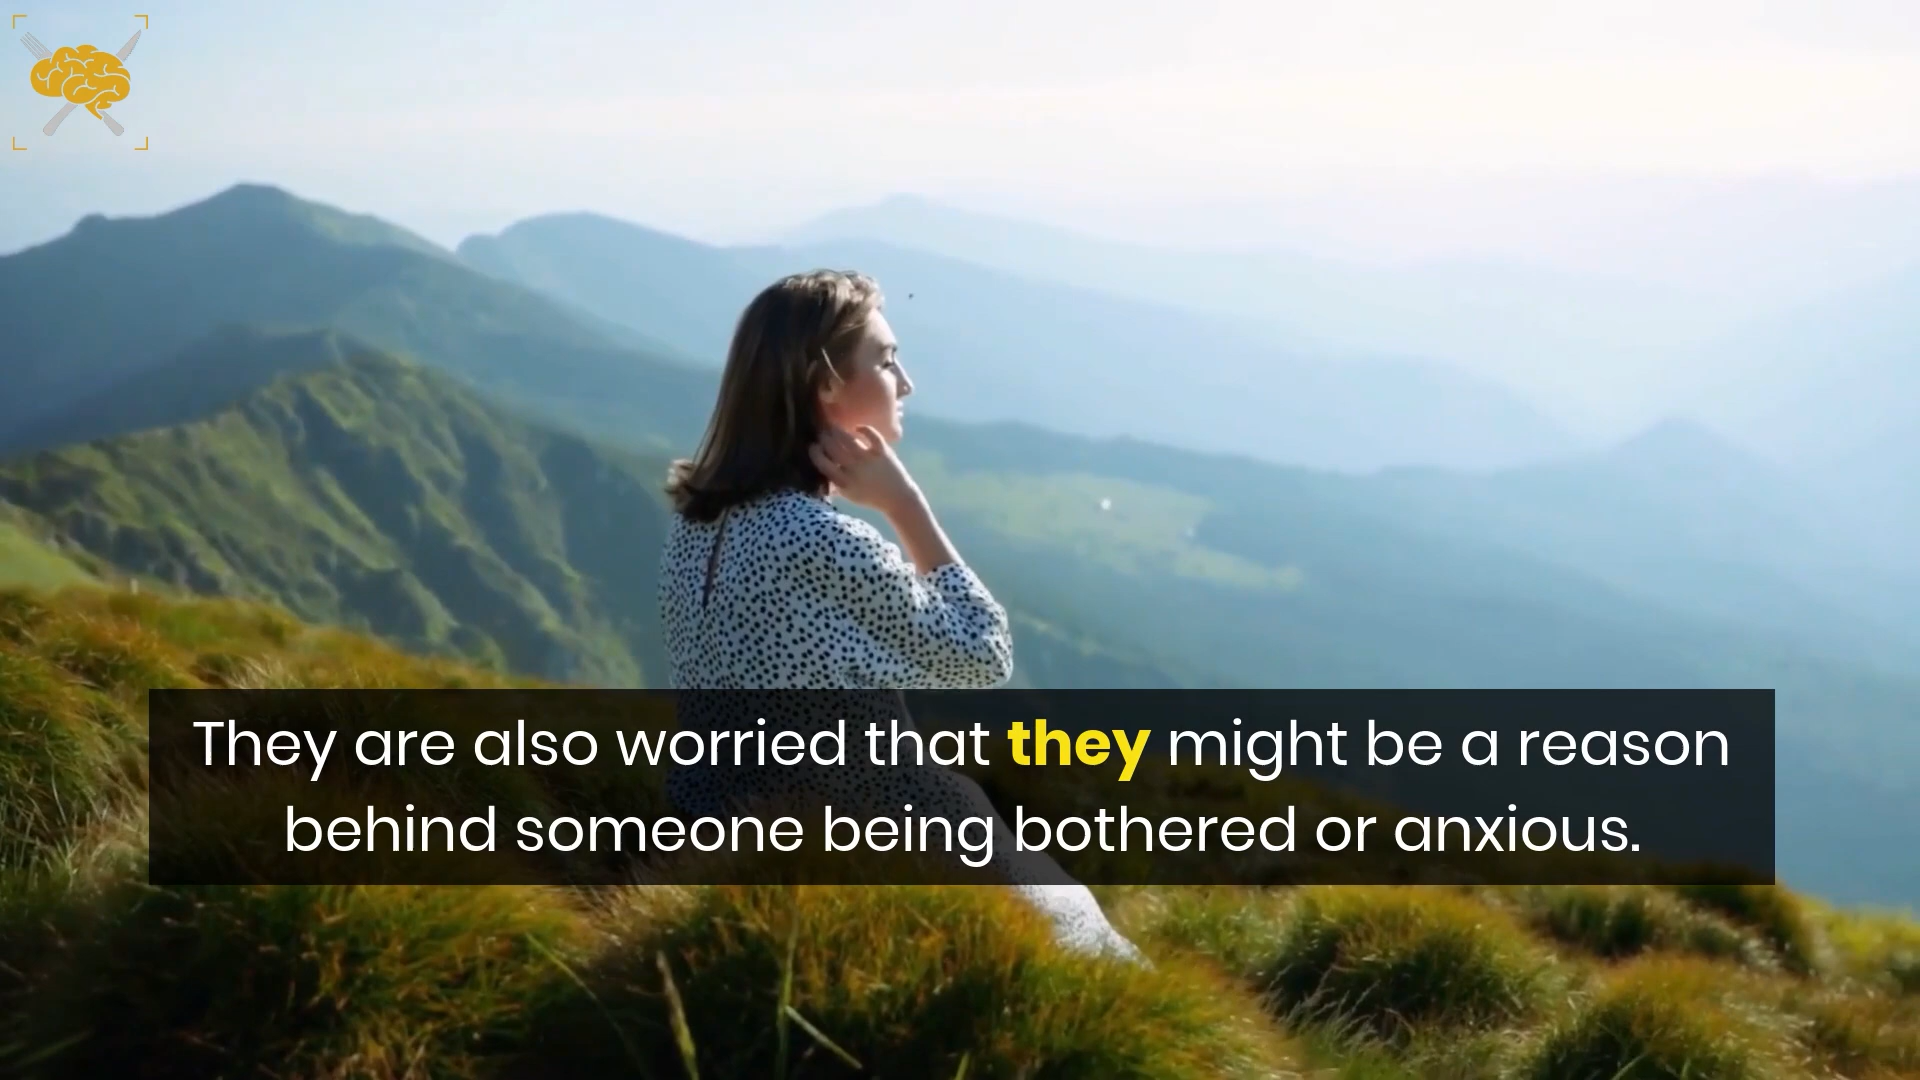 They are also worried that they might be a reason
behind someone being bothered or anxious.